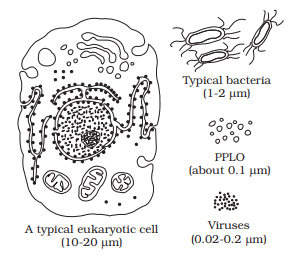 Typical bacteria
(1-2 µm)
PPLO
(about 0.1 µm)
Viruses
(0.02-0.2 µm)
A typical eukaryotic cell
(10-20 µm)